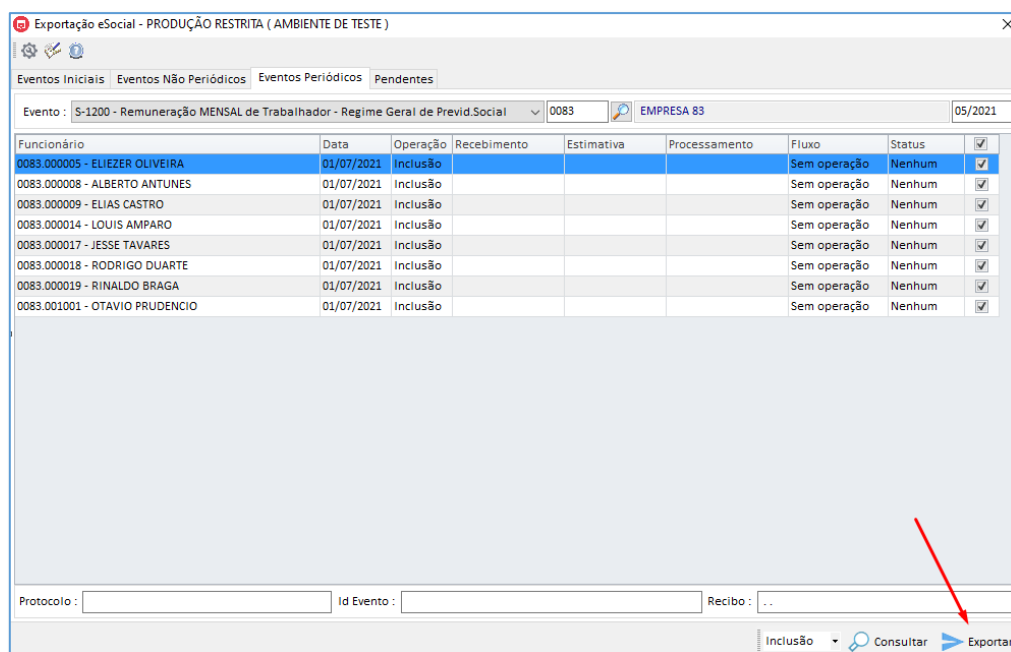 Exportação eSocial - PRODUÇÃO RESTRITA ( AMBIENTE DE TESTE )
Eventos Iniciais Eventos Não Periódicos Eventos Periódicos Pendentes
Evento : S-1200 - Remuneração MENSAL de Trabalhador - Regime Geral de Previd.Social 0083 EMPRESA 83 05/2021
Funcionário Data Operação Recebimento Estimativa Processamento Fluxo Status
0083.000005 - ELIEZER OLIVEIRA 01/07/2021 Inclusão Sem operação Nenhum
0083.000008 - ALBERTO ANTUNES 01/07/2021 Inclusão Sem operação Nenhum
0083.000009 - ELIAS CASTRO 01/07/2021 Inclusão Sem operação Nenhum
0083.000014 - LOUIS AMPARO 01/07/2021 Inclusão Sem operação Nenhum
0083.000017 - JESSE TAVARES 01/07/2021 Inclusão Sem operação Nenhum
0083.000018 - RODRIGO DUARTE 01/07/2021 Inclusão Sem operação Nenhum
0083.000019 - RINALDO BRAGA 01/07/2021 Inclusão Sem operação Nenhum
0083.001001 - OTAVIO PRUDENCIO 01/07/2021 Inclusão Sem operação Nenhum
Protocolo : Id Evento : Recibo : . .
Inclusão Consultar Exportar